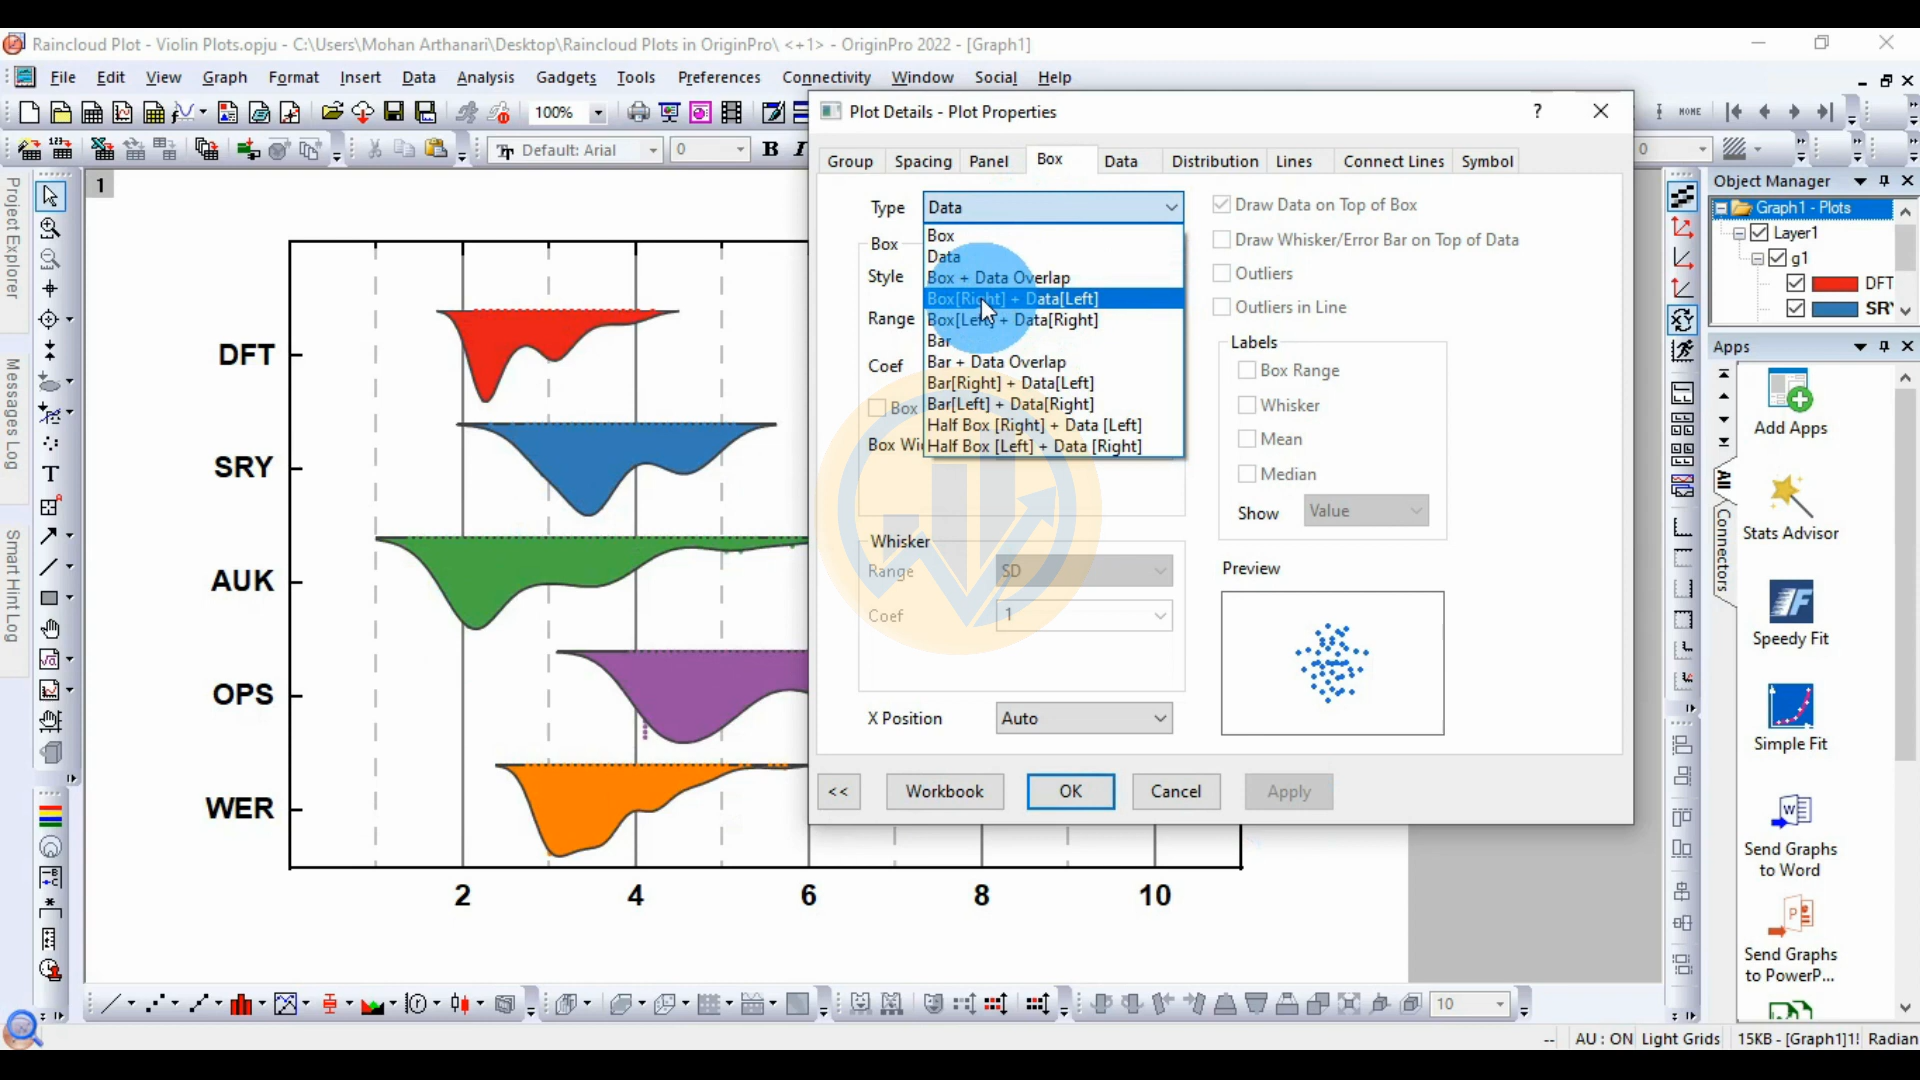 Raincloud Plot - Violin Plots.opju - C:\Users\Mohan Arthanari\Desktop\Raincloud Plots in OriginPro\ <+1> - OriginPro 2022 - [Graph1]
File Edit View Graph Format Insert Data Analysis Gadgets Tools Preferences Connectivity Window Social Help
100%
HOME
Default: Arial 0 B I
0
Project Explorer
Messages Log
Smart Hint Log
1
DFT
SRY
AUK
OPS
WER
2 4 6 8 10
Plot Details - Plot Properties
? 
Group Spacing Panel Box Data Distribution Lines Connect Lines Symbol
Type Data
Box
Data
Box + Data Overlap
Box[Right] + Data[Left]
Box[Left] + Data[Right]
Bar
Bar + Data Overlap
Bar[Right] + Data[Left]
Bar[Left] + Data[Right]
Half Box [Right] + Data [Left]
Half Box [Left] + Data [Right]
Box
Style
Range
Coef
Box
Box Wi
Whisker
Range SD
Coef 1
X Position Auto
Draw Data on Top of Box
Draw Whisker/Error Bar on Top of Data
Outliers
Outliers in Line
Labels
Box Range
Whisker
Mean
Median
Show Value
Preview
<< Workbook OK Cancel Apply
Object Manager
Graph1 - Plots
Layer1
g1
DFT
SRY
Apps
All
Connectors
Add Apps
Stats Advisor
Speedy Fit
Simple Fit
Send Graphs
to Word
Send Graphs
to PowerP...
10
-- AU : ON Light Grids 15KB - [Graph1]1! Radian